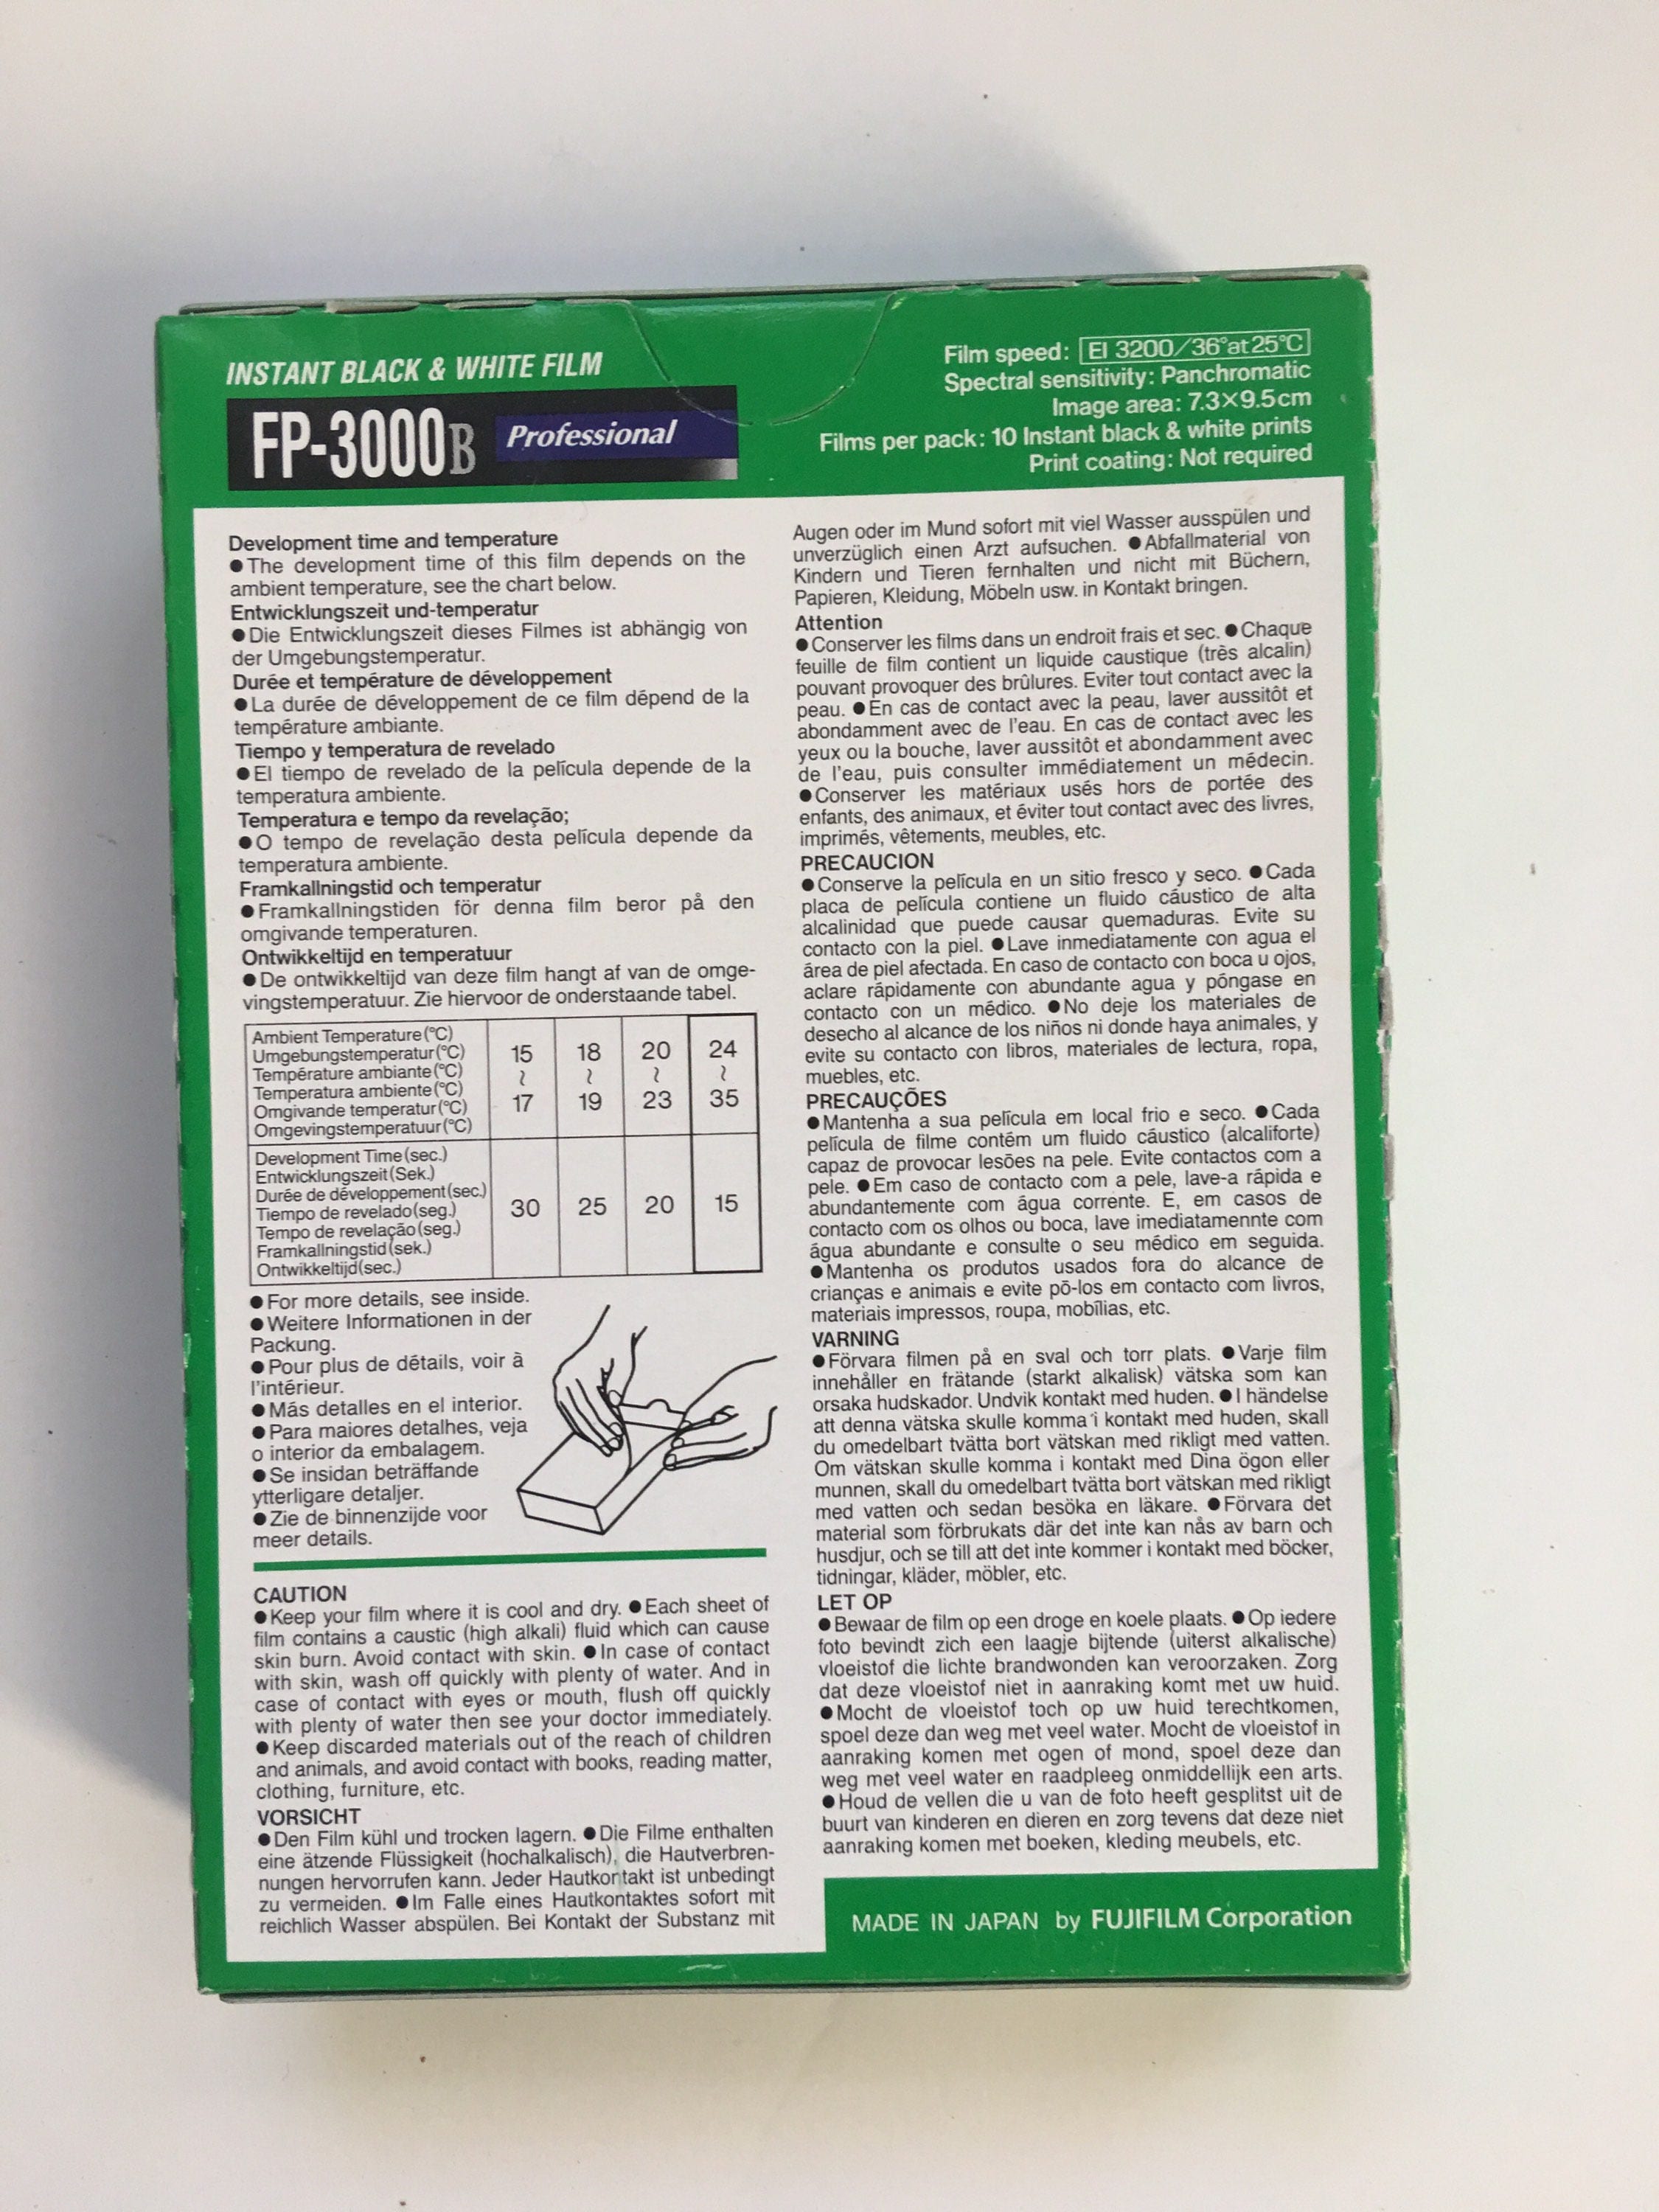 INSTANT BLACK & WHITE FILM
FP-3000B Professional
Film speed: EI 3200/36°at25°C
Spectral sensitivity: Panchromatic
Image area: 7.3×9.5cm
Films per pack: 10 Instant black & white prints
Print coating: Not required
Development time and temperature
●The development time of this film depends on the
ambient temperature, see the chart below.
Entwicklungszeit und-temperatur
●Die Entwicklungszeit dieses Filmes ist abhängig von
der Umgebungstemperatur.
Durée et température de développement
●La durée de développement de ce film dépend de la
température ambiante.
Tiempo y temperatura de revelado
●El tiempo de revelado de la película depende de la
temperatura ambiente.
Temperatura e tempo da revelação;
●O tempo de revelação desta película depende da
temperatura ambiente.
Framkallningstid och temperatur
●Framkallningstiden för denna film beror på den
omgivande temperaturen.
Ontwikkeltijd en temperatuur
●De ontwikkeltijd van deze film hangt af van de omge-
vingstemperatuur. Zie hiervoor de onderstaande tabel.
Ambient Temperature(°C)
Umgebungstemperatur(°C)
Température ambiante(°C)
Temperatura ambiente(°C)
Omgivande temperatur(°C)
Omgevingstemperatuur(°C)
15 ~ 17
18 ~ 19
20 ~ 23
24 ~ 35
Development Time(sec.)
Entwicklungszeit(Sek.)
Durée de développement(sec.)
Tiempo de revelado(seg.)
Tempo de revelação(seg.)
Framkallningstid(sek.)
Ontwikkeltijd(sec.)
30 25 20 15
●For more details, see inside.
●Weitere Informationen in der
Packung.
●Pour plus de détails, voir à
l'intérieur.
●Más detalles en el interior.
●Para maiores detalhes, veja
o interior da embalagem.
●Se insidan beträffande
ytterligare detaljer.
●Zie de binnenzijde voor
meer details.
CAUTION
●Keep your film where it is cool and dry. ●Each sheet of
film contains a caustic (high alkali) fluid which can cause
skin burn. Avoid contact with skin. ●In case of contact
with skin, wash off quickly with plenty of water. And in
case of contact with eyes or mouth, flush off quickly
with plenty of water then see your doctor immediately.
●Keep discarded materials out of the reach of children
and animals, and avoid contact with books, reading matter,
clothing, furniture, etc.
VORSICHT
●Den Film kühl und trocken lagern. ●Die Filme enthalten
eine ätzende Flüssigkeit (hochalkalisch), die Hautverbren-
nungen hervorrufen kann. Jeder Hautkontakt ist unbedingt
zu vermeiden. ●Im Falle eines Hautkontaktes sofort mit
reichlich Wasser abspülen. Bei Kontakt der Substanz mit
Augen oder im Mund sofort mit viel Wasser ausspülen und
unverzüglich einen Arzt aufsuchen. ●Abfallmaterial von
Kindern und Tieren fernhalten und nicht mit Büchern,
Papieren, Kleidung, Möbeln usw. in Kontakt bringen.
Attention
●Conserver les films dans un endroit frais et sec. ●Chaque
feuille de film contient un liquide caustique (très alcalin)
pouvant provoquer des brûlures. Eviter tout contact avec la
peau. ●En cas de contact avec la peau, laver aussitôt et
abondamment avec de l'eau. En cas de contact avec les
yeux ou la bouche, laver aussitôt et abondamment avec
de l'eau, puis consulter immédiatement un médecin.
●Conserver les matériaux usés hors de portée des
enfants, des animaux, et éviter tout contact avec des livres,
imprimés, vêtements, meubles, etc.
PRECAUCION
●Conserve la película en un sitio fresco y seco. ●Cada
placa de película contiene un fluido cáustico de alta
alcalinidad que puede causar quemaduras. Evite su
contacto con la piel. ●Lave inmediatamente con agua el
área de piel afectada. En caso de contacto con boca u ojos,
aclare rápidamente con abundante agua y póngase en
contacto con un médico. ●No deje los materiales de
desecho al alcance de los niños ni donde haya animales, y
evite su contacto con libros, materiales de lectura, ropa,
muebles, etc.
PRECAUÇÕES
●Mantenha a sua película em local frio e seco. ●Cada
película de filme contém um fluido cáustico (alcaliforte)
capaz de provocar lesões na pele. Evite contactos com a
pele. ●Em caso de contacto com a pele, lave-a rápida e
abundantemente com água corrente. E, em casos de
contacto com os olhos ou boca, lave imediatamennte com
água abundante e consulte o seu médico em seguida.
●Mantenha os produtos usados fora do alcance de
crianças e animais e evite pô-los em contacto com livros,
materiais impressos, roupa, mobílias, etc.
VARNING
●Förvara filmen på en sval och torr plats. ●Varje film
innehåller en frätande (starkt alkalisk) vätska som kan
orsaka hudskador. Undvik kontakt med huden. ●I händelse
att denna vätska skulle komma i kontakt med huden, skall
du omedelbart tvätta bort vätskan med rikligt med vatten.
Om vätskan skulle komma i kontakt med Dina ögon eller
munnen, skall du omedelbart tvätta bort vätskan med rikligt
med vatten och sedan besöka en läkare. ●Förvara det
material som förbrukats där det inte kan nås av barn och
husdjur, och se till att det inte kommer i kontakt med böcker,
tidningar, kläder, möbler, etc.
LET OP
●Bewaar de film op een droge en koele plaats. ●Op iedere
foto bevindt zich een laagje bijtende (uiterst alkalische)
vloeistof die lichte brandwonden kan veroorzaken. Zorg
dat deze vloeistof niet in aanraking komt met uw huid.
●Mocht de vloeistof toch op uw huid terechtkomen,
spoel deze dan weg met veel water. Mocht de vloeistof in
aanraking komen met ogen of mond, spoel deze dan
weg met veel water en raadpleeg onmiddellijk een arts.
●Houd de vellen die u van de foto heeft gesplitst uit de
buurt van kinderen en dieren en zorg tevens dat deze niet
aanraking komen met boeken, kleding meubels, etc.
MADE IN JAPAN by FUJIFILM Corporation